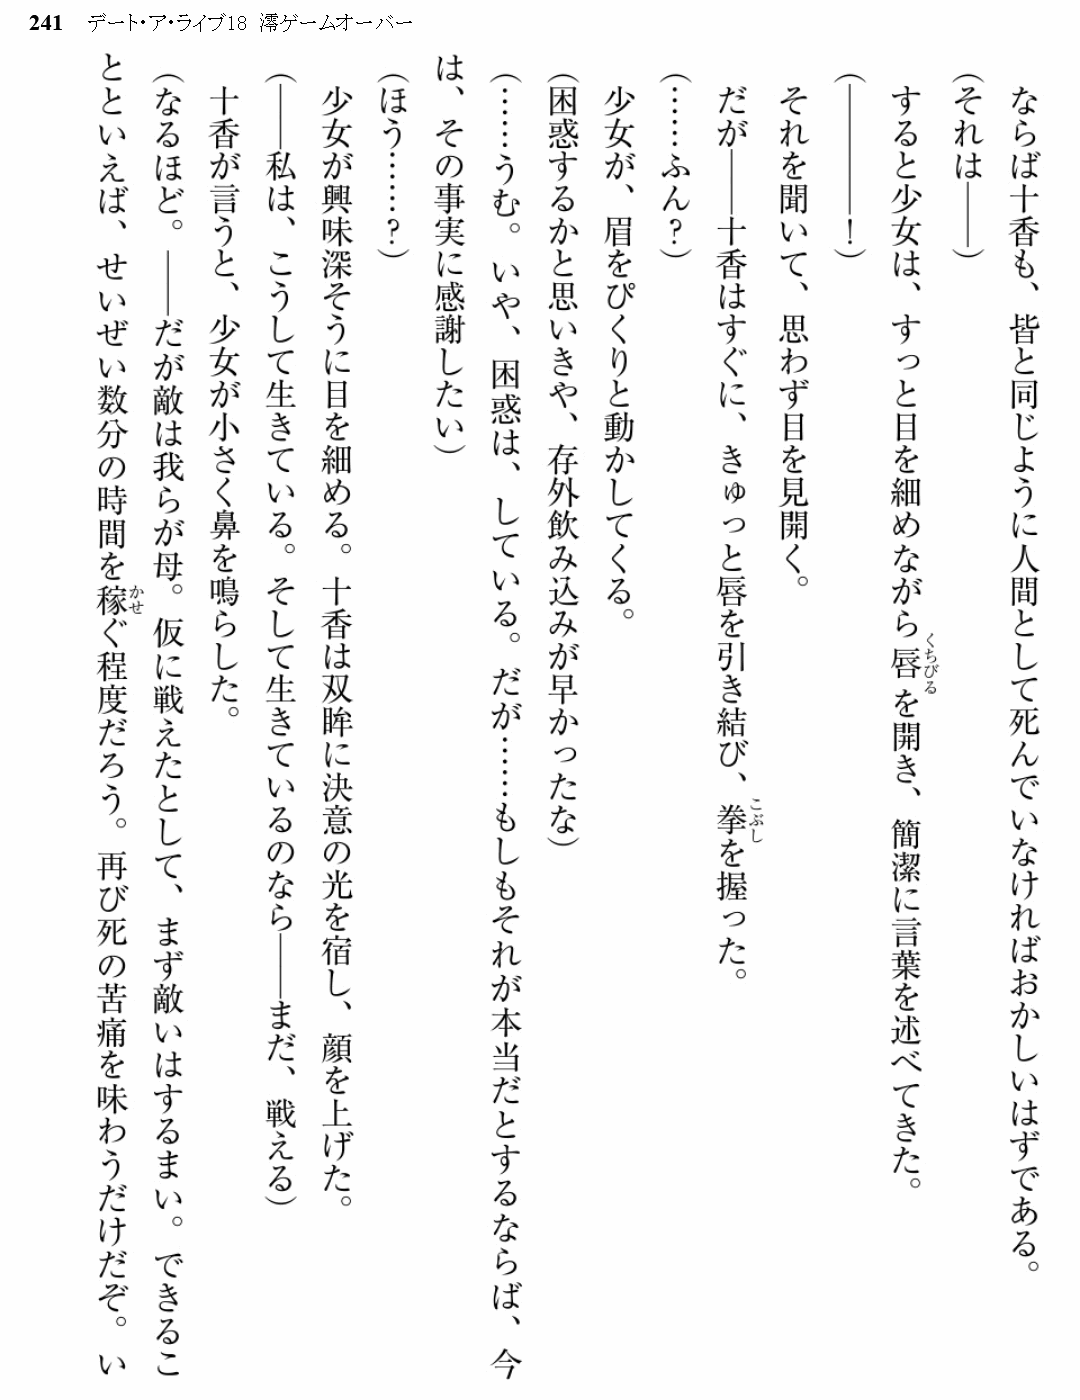 241 デート・ア・ライブ18 澪ゲームオーバー
ならば十香も、皆と同じように人間として死んでいなければおかしいはずである。
(それは――)
すると少女は、すっと目を細めながら唇を開き、簡潔に言葉を述べてきた。
くちびる
(――――!)
それを聞いて、思わず目を見開く。
だが――十香はすぐに、きゅっと唇を引き結び、拳を握った。
こぶし
(……ふん?)
少女が、眉をぴくりと動かしてくる。
(困惑するかと思いきや、存外飲み込みが早かったな)
(……うむ。いや、困惑は、している。だが……もしもそれが本当だとするならば、今
は、その事実に感謝したい)
(ほう……?)
少女が興味深そうに目を細める。十香は双眸に決意の光を宿し、顔を上げた。
(――私は、こうして生きている。そして生きているのなら――まだ、戦える)
十香が言うと、少女が小さく鼻を鳴らした。
(なるほど。――だが敵は我らが母。仮に戦えたとして、まず敵いはするまい。できるこ
とといえば、せいぜい数分の時間を稼ぐ程度だろう。再び死の苦痛を味わうだけだぞ。い
かせ